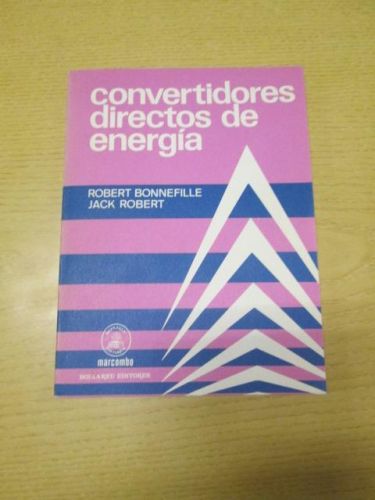 convertidores
directos de
energía
ROBERT BONNEFILLE
JACK ROBERT
marcombo
BOIXAREU EDITORES